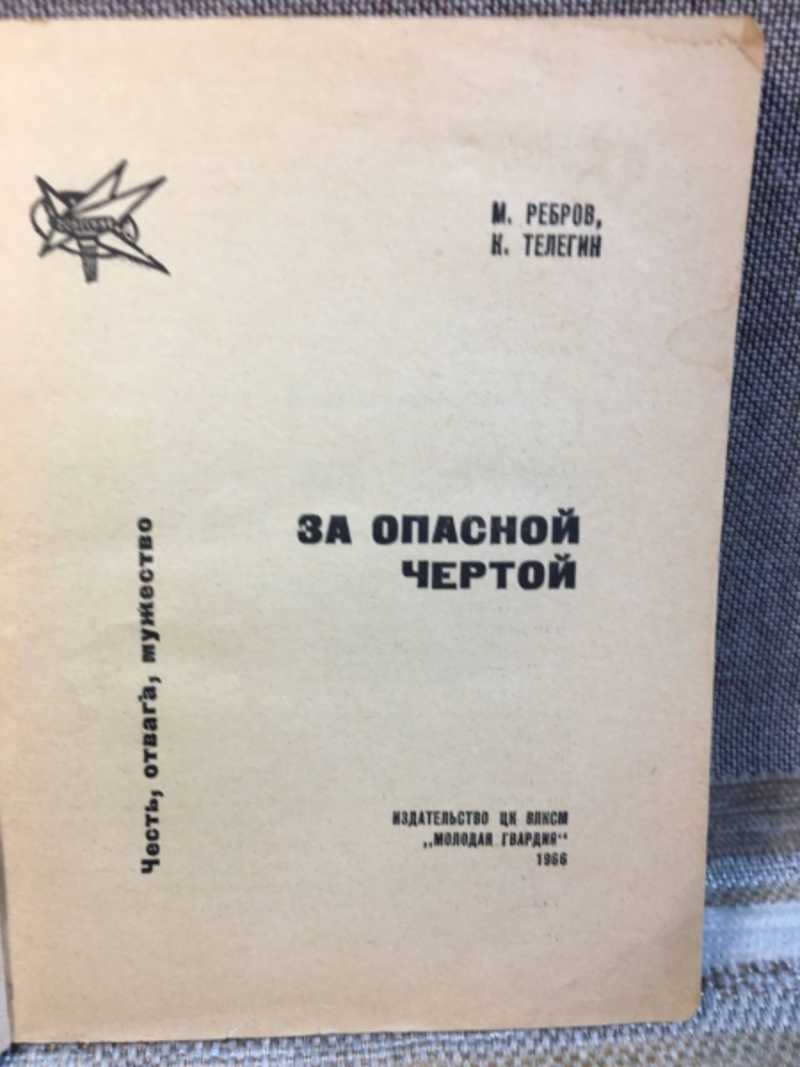 М. РЕБРОВ,
К. ТЕЛЕГИН
ЗА ОПАСНОЙ
ЧЕРТОЙ
Честь, отвага, мужество
ИЗДАТЕЛЬСТВО ЦК ВЛКСМ
„МОЛОДАЯ ГВАРДИЯ“
1966